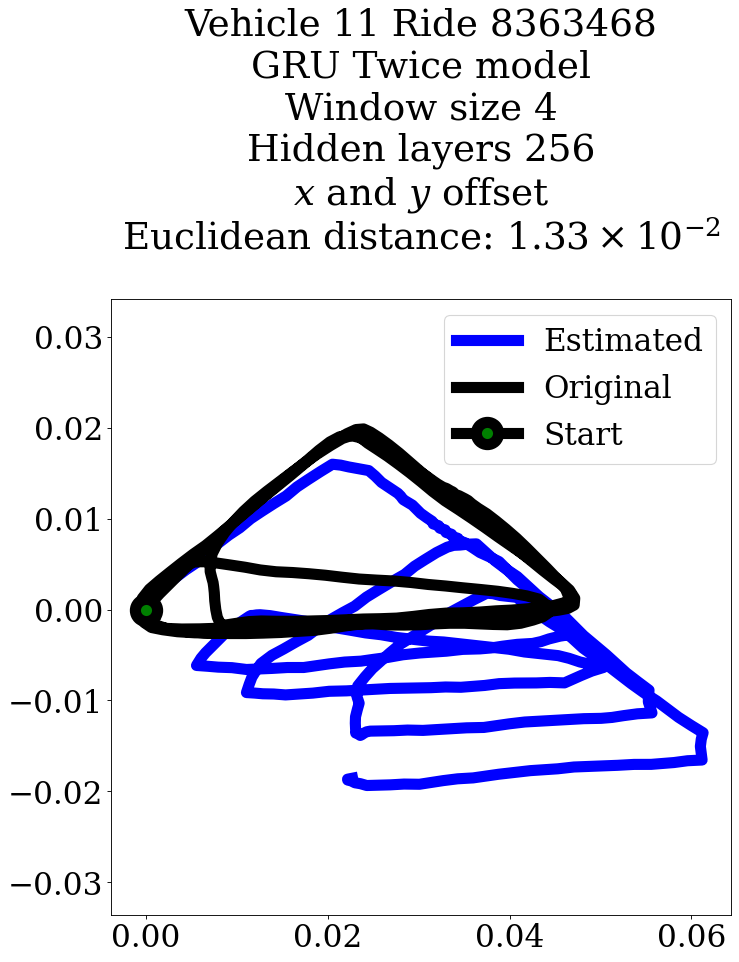 Vehicle 11 Ride 8363468
GRU Twice model
Window size 4
Hidden layers 256
x and y offset
Euclidean distance: 1.33 × 10⁻²
Estimated
Original
Start
0.03
0.02
0.01
0.00
−0.01
−0.02
−0.03
0.00 0.02 0.04 0.06